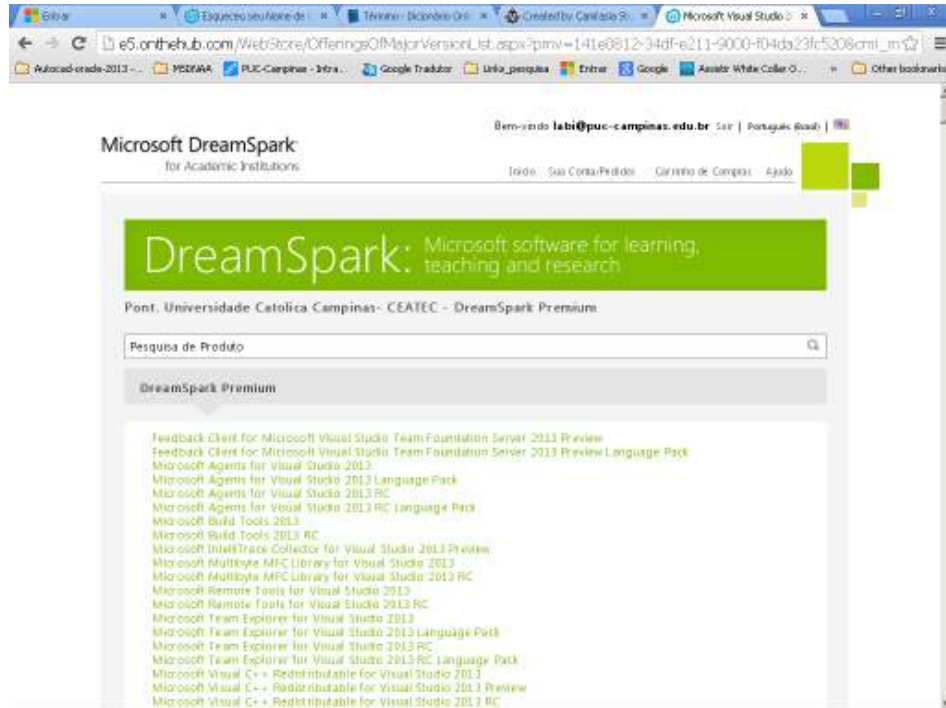 Entrar
Esqueceu seu Nome de
Término - Dicionário Onli
Created by Camtasia St
Microsoft Visual Studio 2
e5.onthehub.com/WebStore/OfferingsOfMajorVersionList.aspx?pmv=141e0812-34df-e211-9000-f04da23fc520&cmi_m
Autocad-oracle-2013 -...
MSDNAA
PUC-Campinas - Intra...
Google Tradutor
Links_pesquisa
Entrar
Google
Assistir White Collar O...
»
Other bookmarks
Bem-vindo labi@puc-campinas.edu.br Sair | Português (Brasil) |
Microsoft DreamSpark
for Academic Institutions
Início Sua Conta/Pedidos Carrinho de Compras Ajuda
DreamSpark: Microsoft software for learning,
teaching and research
Pont. Universidade Catolica Campinas- CEATEC - DreamSpark Premium
Pesquisa de Produto
DreamSpark Premium
Feedback Client for Microsoft Visual Studio Team Foundation Server 2013 Preview
Feedback Client for Microsoft Visual Studio Team Foundation Server 2013 Preview Language Pack
Microsoft Agents for Visual Studio 2013
Microsoft Agents for Visual Studio 2013 Language Pack
Microsoft Agents for Visual Studio 2013 RC
Microsoft Agents for Visual Studio 2013 RC Language Pack
Microsoft Build Tools 2013
Microsoft Build Tools 2013 RC
Microsoft IntelliTrace Collector for Visual Studio 2013 Preview
Microsoft Multibyte MFC Library for Visual Studio 2013
Microsoft Multibyte MFC Library for Visual Studio 2013 RC
Microsoft Remote Tools for Visual Studio 2013
Microsoft Remote Tools for Visual Studio 2013 RC
Microsoft Team Explorer for Visual Studio 2013
Microsoft Team Explorer for Visual Studio 2013 Language Pack
Microsoft Team Explorer for Visual Studio 2013 RC
Microsoft Team Explorer for Visual Studio 2013 RC Language Pack
Microsoft Visual C++ Redistributable for Visual Studio 2013
Microsoft Visual C++ Redistributable for Visual Studio 2013 Preview
Microsoft Visual C++ Redistributable for Visual Studio 2013 RC